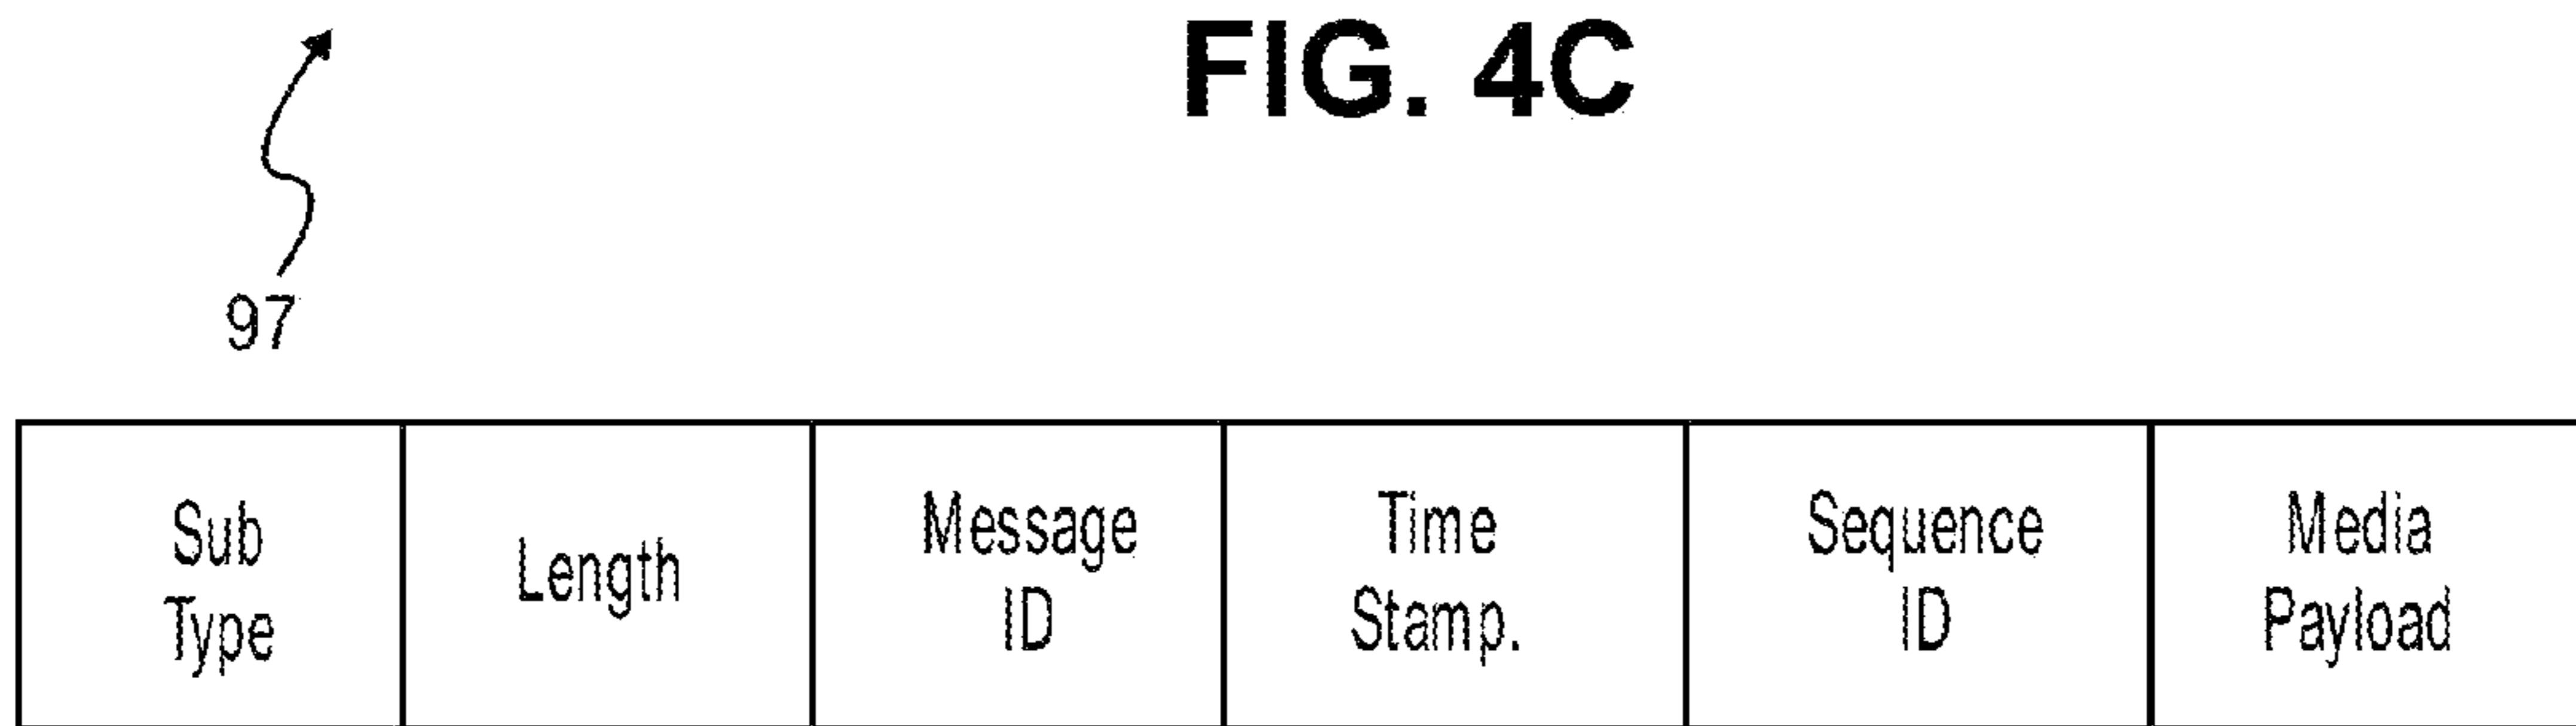 FIG. 4C
97
Sub Type
Length
Message ID
Time Stamp.
Sequence ID
Media Payload